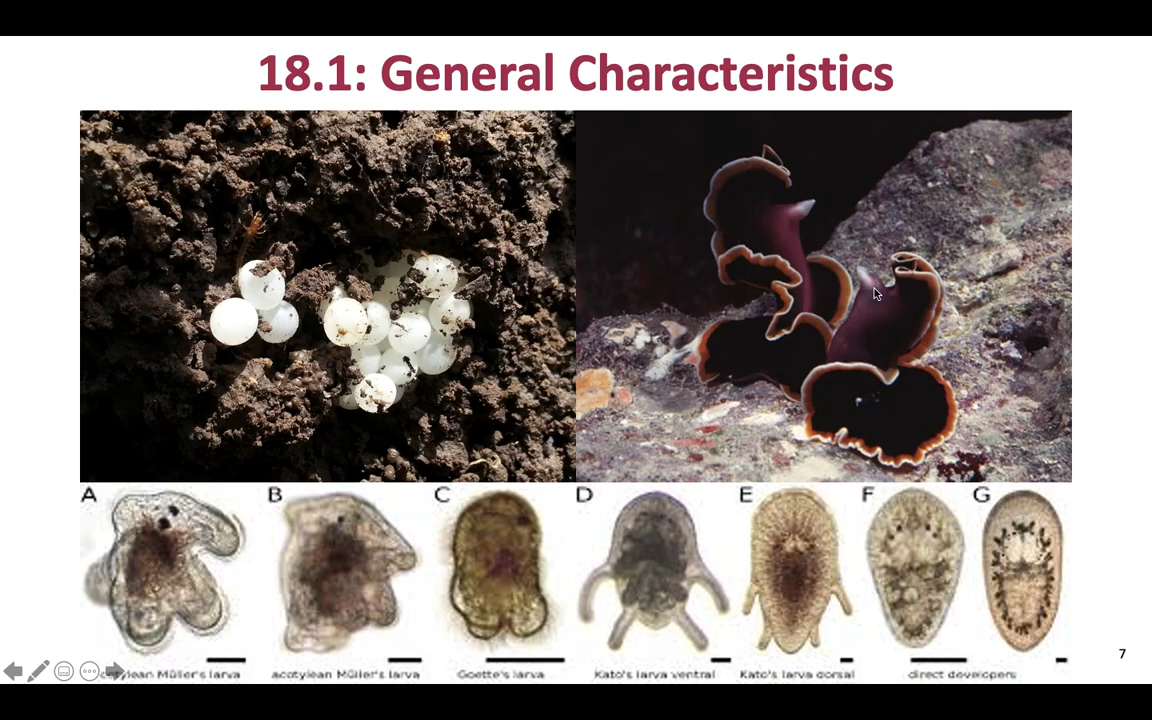 18.1: General Characteristics
A B C D E F G
cotylean Müller's larva acotylean Müller's larva Goette's larva Kato's larva ventral Kato's larva dorsal direct developers
7